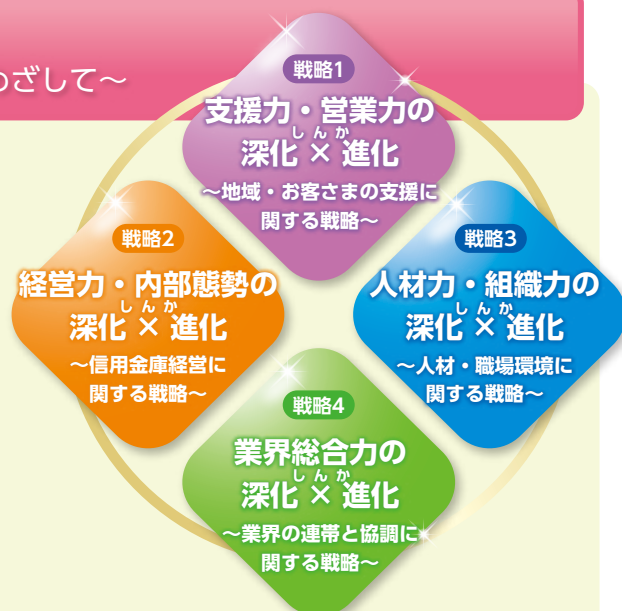 めざして～
戦略1
支援力・営業力の
しんか
深化 × 進化
～地域・お客さまの支援に
関する戦略～
戦略2
経営力・内部態勢の
しんか
深化 × 進化
～信用金庫経営に
関する戦略～
戦略3
人材力・組織力の
しんか
深化 × 進化
～人材・職場環境に
関する戦略～
戦略4
業界総合力の
しんか
深化 × 進化
～業界の連帯と協調に
関する戦略～